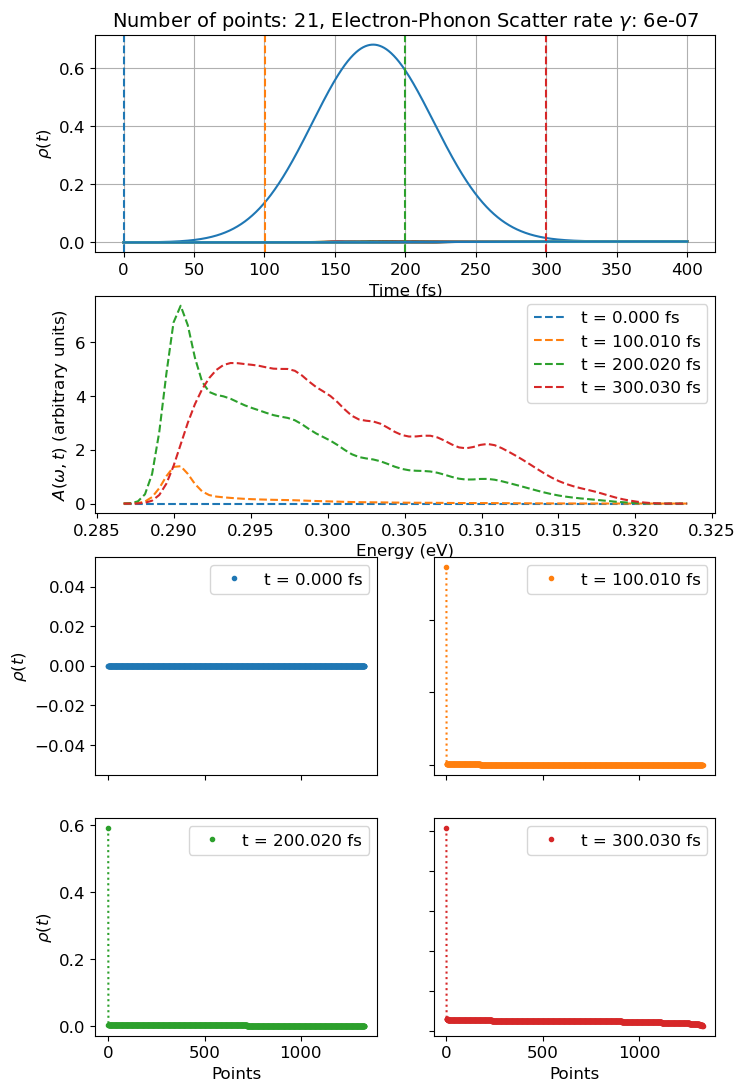 Number of points: 21, Electron-Phonon Scatter rate γ: 6e-07
0.6
0.4
0.2
0.0
ρ(t)
0 50 100 150 200 250 300 350 400
Time (fs)
6
4
2
0
A(ω, t) (arbitrary units)
t = 0.000 fs
t = 100.010 fs
t = 200.020 fs
t = 300.030 fs
0.285 0.290 0.295 0.300 0.305 0.310 0.315 0.320 0.325
Energy (eV)
0.04
0.02
0.00
−0.02
−0.04
ρ(t)
t = 0.000 fs
t = 100.010 fs
0.6
0.4
0.2
0.0
ρ(t)
t = 200.020 fs
0 500 1000
Points
t = 300.030 fs
0 500 1000
Points